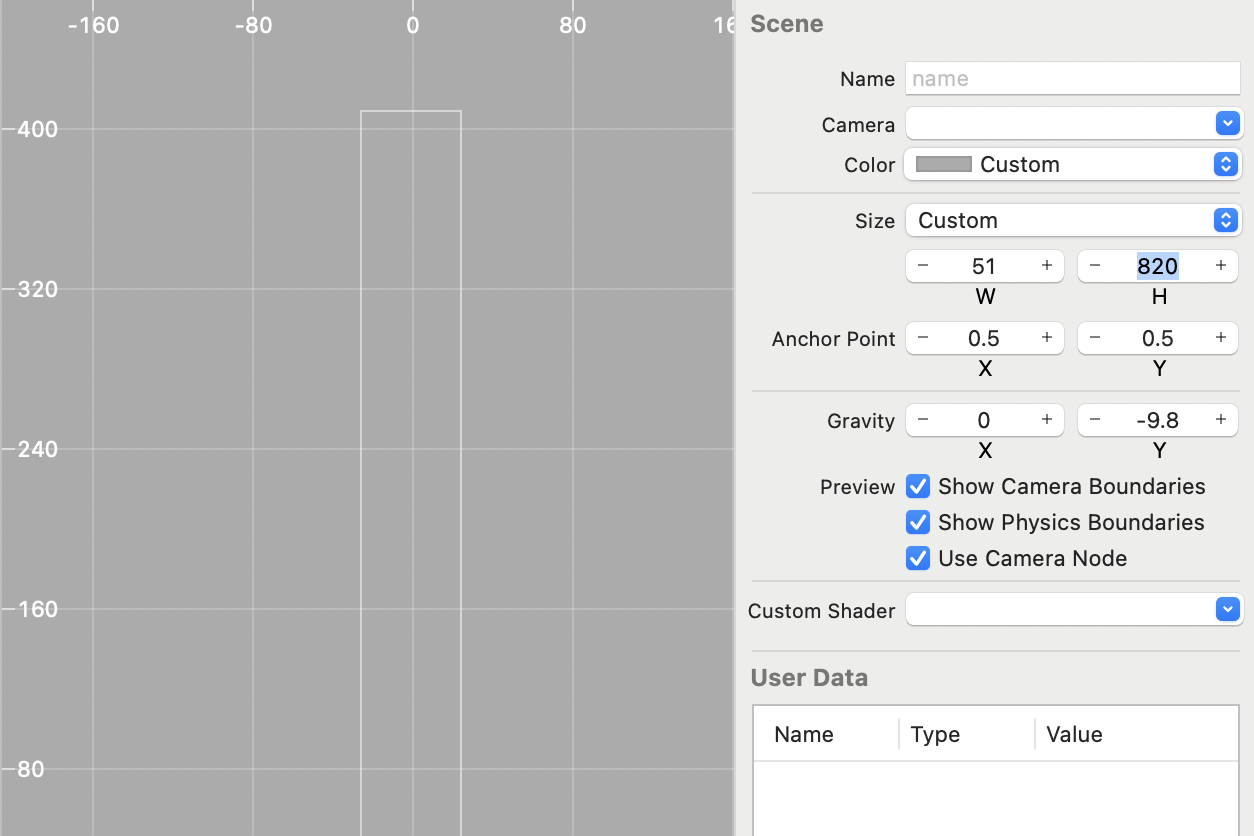 -160 -80 0 80
400
320
240
160
80
Scene
Name name
Camera
Color Custom
Size Custom
− 51 + − 820 +
W H
Anchor Point − 0.5 + − 0.5 +
X Y
Gravity − 0 + − -9.8 +
X Y
Preview Show Camera Boundaries
Show Physics Boundaries
Use Camera Node
Custom Shader
User Data
Name Type Value